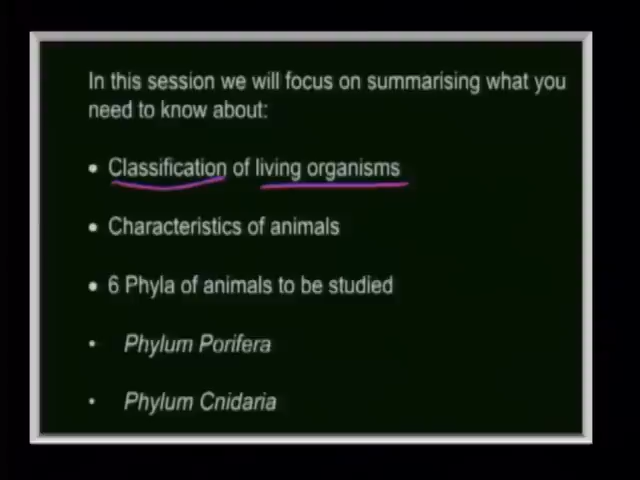 In this session we will focus on summarising what you
need to know about:
• Classification of living organisms
• Characteristics of animals
• 6 Phyla of animals to be studied
• Phylum Porifera
• Phylum Cnidaria